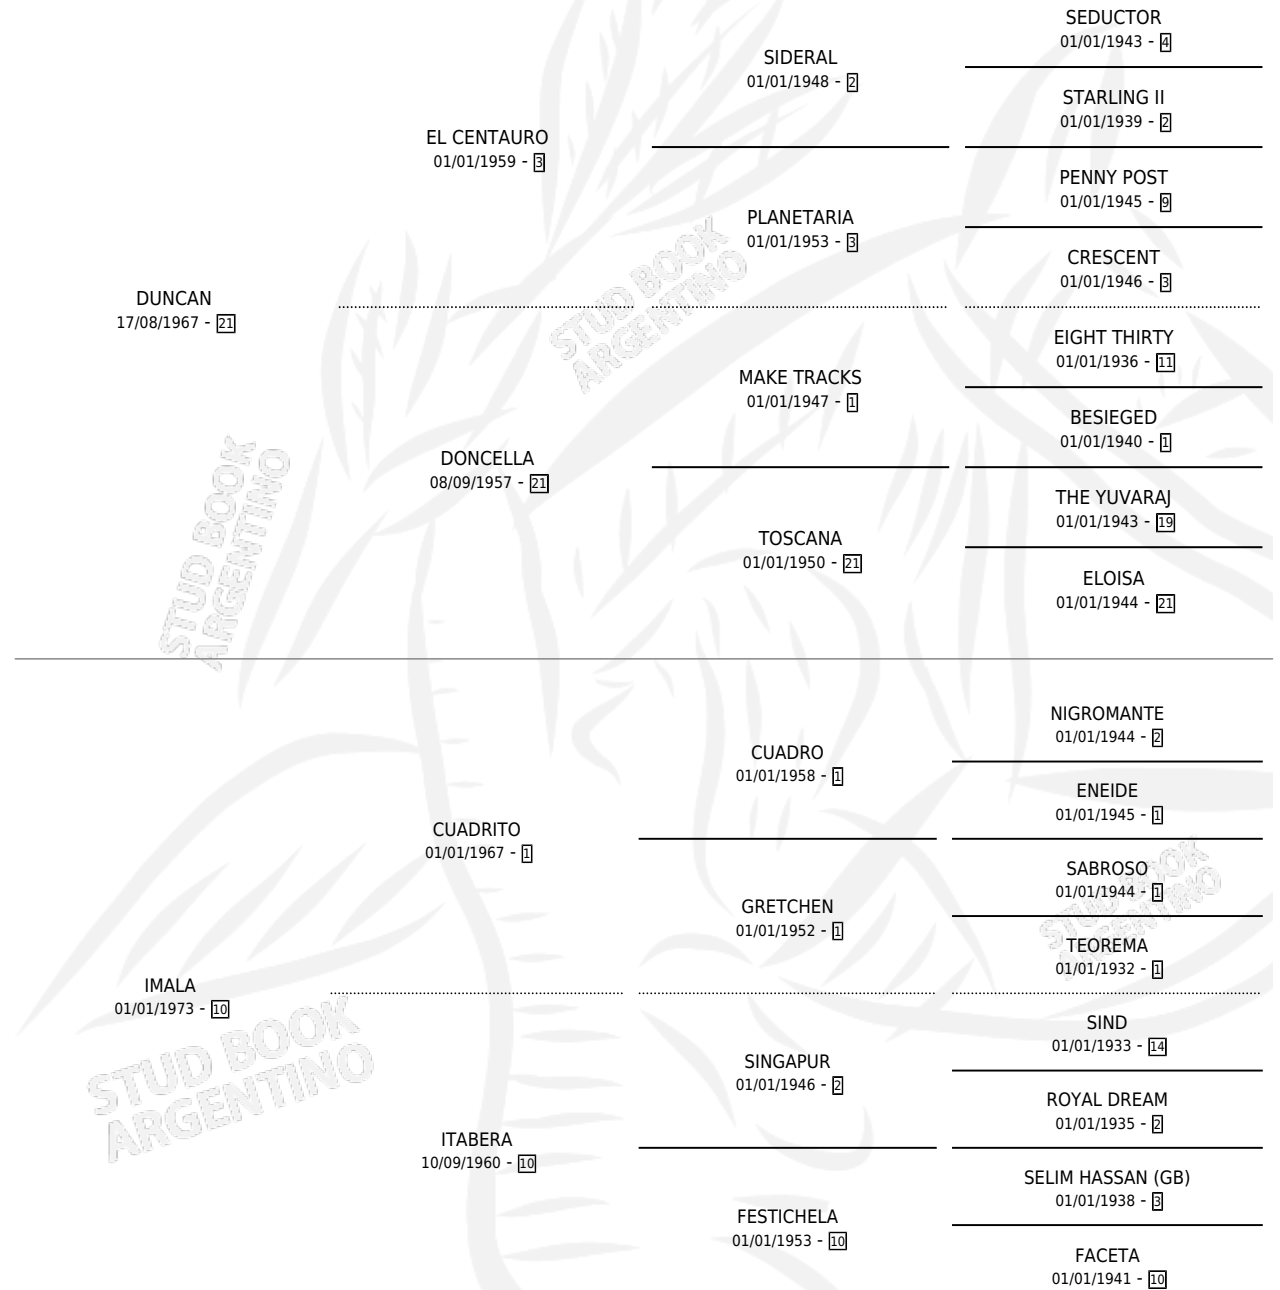 SEDUCTOR
01/01/1943 - 4
SIDERAL
01/01/1948 - 2
STARLING II
01/01/1939 - 2
EL CENTAURO
01/01/1959 - 3
PENNY POST
01/01/1945 - 9
PLANETARIA
01/01/1953 - 3
CRESCENT
01/01/1946 - 3
DUNCAN
17/08/1967 - 21
EIGHT THIRTY
01/01/1936 - 11
MAKE TRACKS
01/01/1947 - 1
BESIEGED
01/01/1940 - 1
DONCELLA
08/09/1957 - 21
THE YUVARAJ
01/01/1943 - 19
TOSCANA
01/01/1950 - 21
ELOISA
01/01/1944 - 21
STUD BOOK
ARGENTINO
STUD BOOK
ARGENTINO
NIGROMANTE
01/01/1944 - 2
CUADRO
01/01/1958 - 1
ENEIDE
01/01/1945 - 1
CUADRITO
01/01/1967 - 1
SABROSO
01/01/1944 - 1
GRETCHEN
01/01/1952 - 1
TEOREMA
01/01/1932 - 1
STUD BOOK
ARGENTINO
IMALA
01/01/1973 - 10
SIND
01/01/1933 - 14
SINGAPUR
01/01/1946 - 2
ROYAL DREAM
01/01/1935 - 2
STUD BOOK
ARGENTINO
ITABERA
10/09/1960 - 10
SELIM HASSAN (GB)
01/01/1938 - 3
FESTICHELA
01/01/1953 - 10
FACETA
01/01/1941 - 10